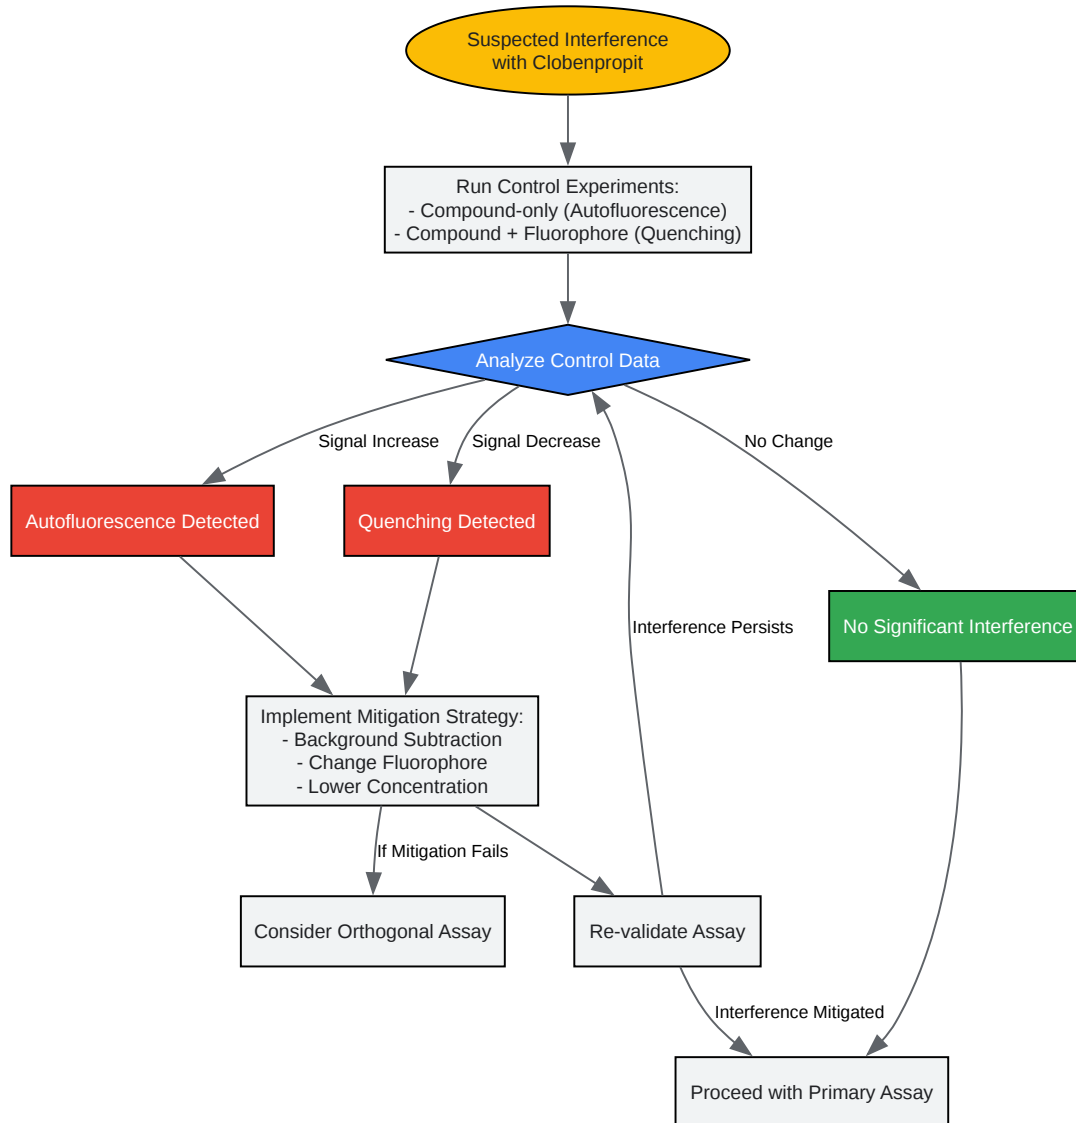 Suspected Interference
with Clobenpropit
Run Control Experiments:
- Compound-only (Autofluorescence)
- Compound + Fluorophore (Quenching)
Analyze Control Data
Signal Increase
Signal Decrease
No Change
Autofluorescence Detected
Quenching Detected
Interference Persists
No Significant Interference
Implement Mitigation Strategy:
- Background Subtraction
- Change Fluorophore
- Lower Concentration
If Mitigation Fails
Consider Orthogonal Assay
Re-validate Assay
Interference Mitigated
Proceed with Primary Assay